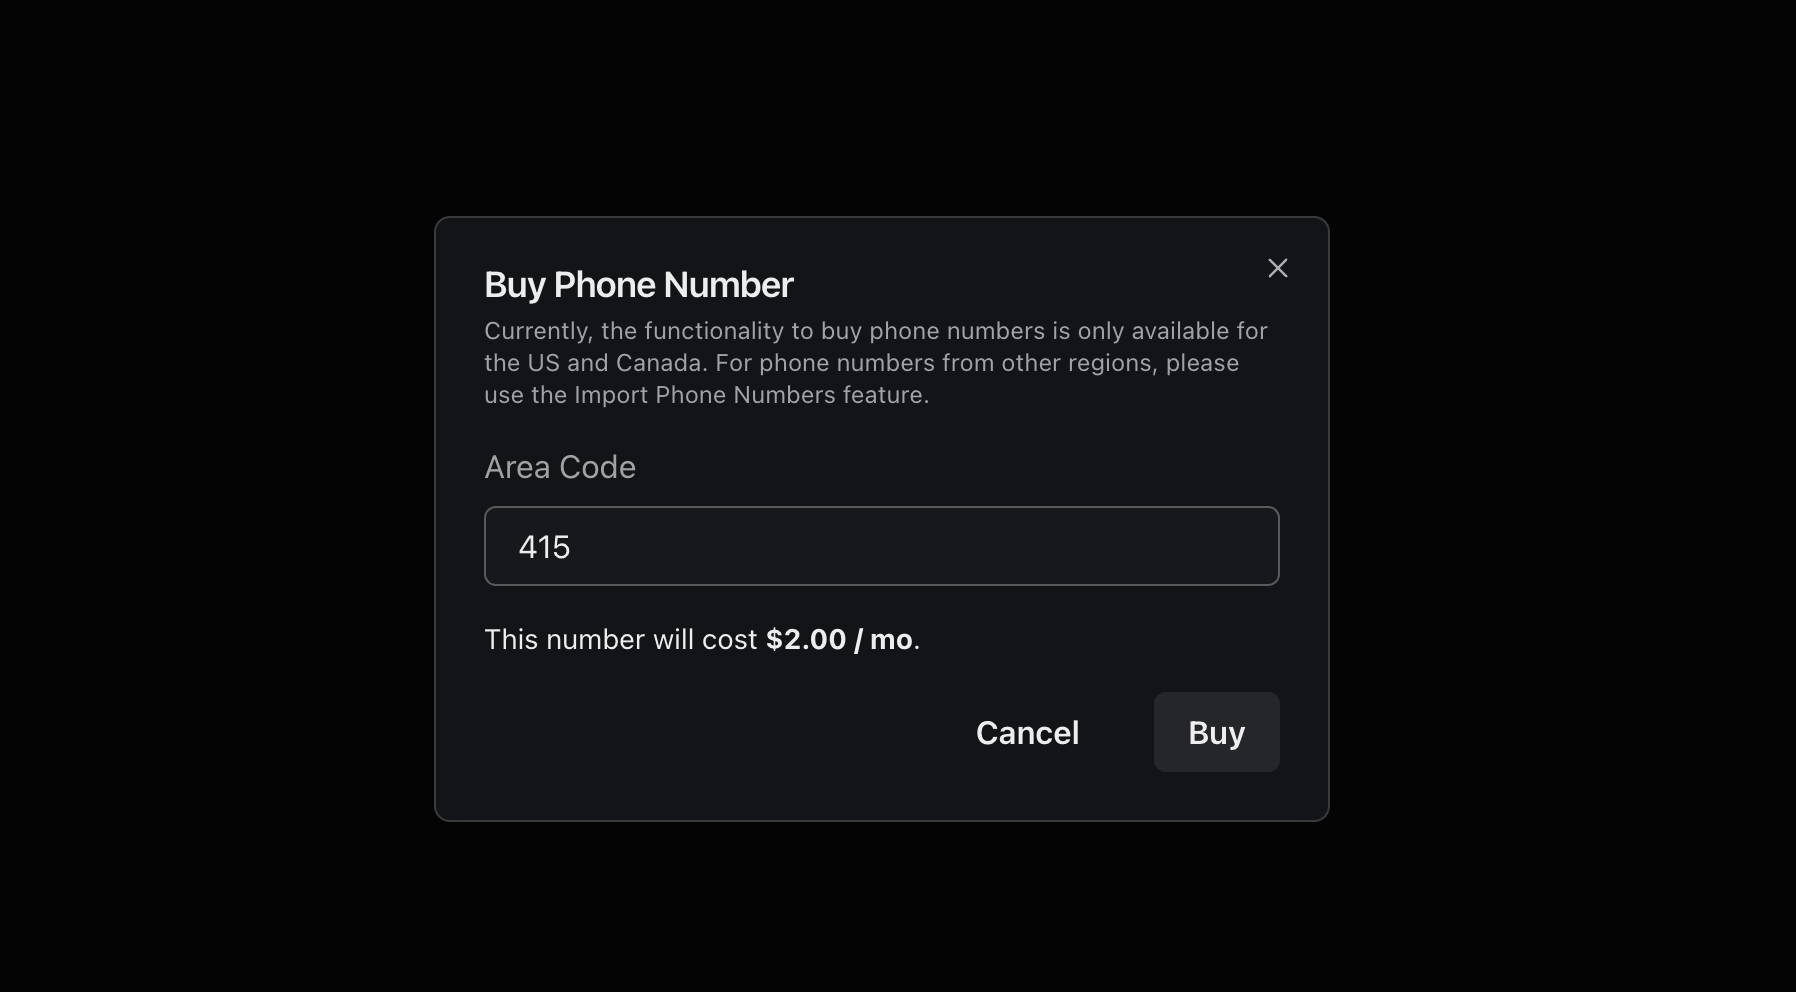 Buy Phone Number
Currently, the functionality to buy phone numbers is only available for
the US and Canada. For phone numbers from other regions, please
use the Import Phone Numbers feature.
Area Code
415
This number will cost $2.00 / mo.
Cancel
Buy